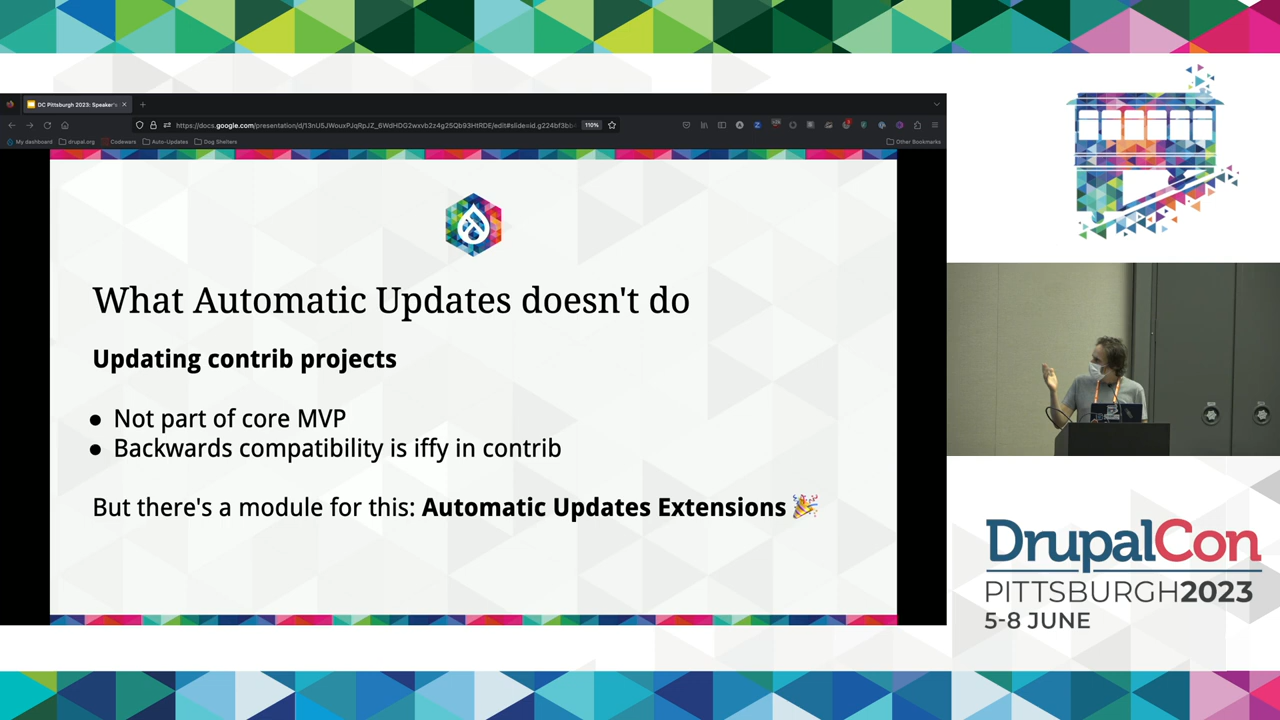 DC Pittsburgh 2023: Speaker's
110%
My dashboard
drupal.org
Codewars
Auto-Updates
Dog Shelters
Other Bookmarks
What Automatic Updates doesn't do
Updating contrib projects
● Not part of core MVP
● Backwards compatibility is iffy in contrib
But there's a module for this: Automatic Updates Extensions 🎉
DrupalCon
PITTSBURGH2023
5-8 JUNE